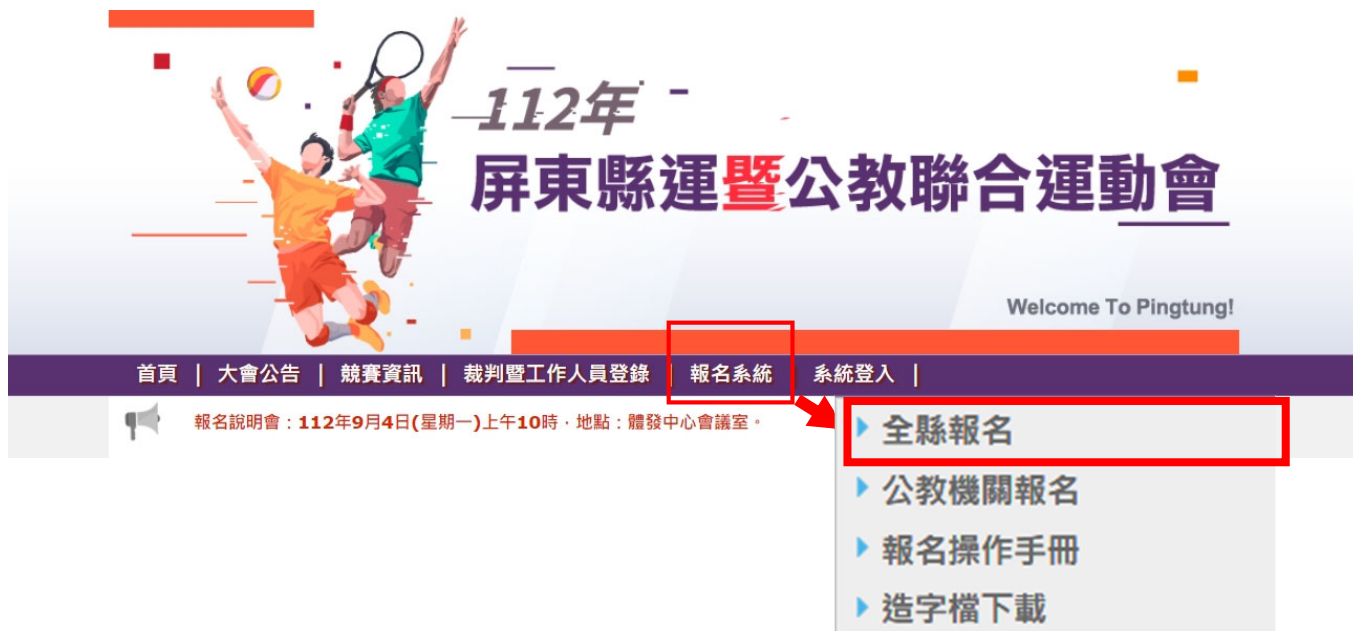 112年
屏東縣運暨公教聯合運動會
Welcome To Pingtung!
首頁 | 大會公告 | 競賽資訊 | 裁判暨工作人員登錄 | 報名系統 系統登入 |
報名說明會：112年9月4日(星期一)上午10時，地點：體發中心會議室。
全縣報名
公教機關報名
報名操作手冊
造字檔下載